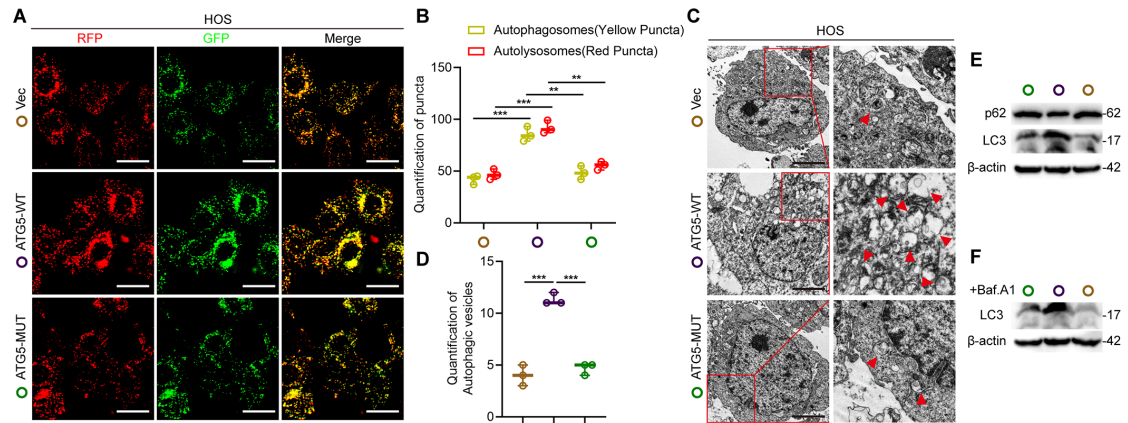 A
HOS
RFP
GFP
Merge
Vec
ATG5-WT
ATG5-MUT
B
Autophagosomes(Yellow Puncta)
Autolysosomes(Red Puncta)
Quantification of puncta
150
100
50
0
***
***
**
**
D
Quantification of
Autophagic vesicles
15
10
5
0
***
***
C
HOS
Vec
ATG5-WT
ATG5-MUT
E
p62
-62
LC3
-17
β-actin
-42
F
+Baf.A1
LC3
-17
β-actin
-42